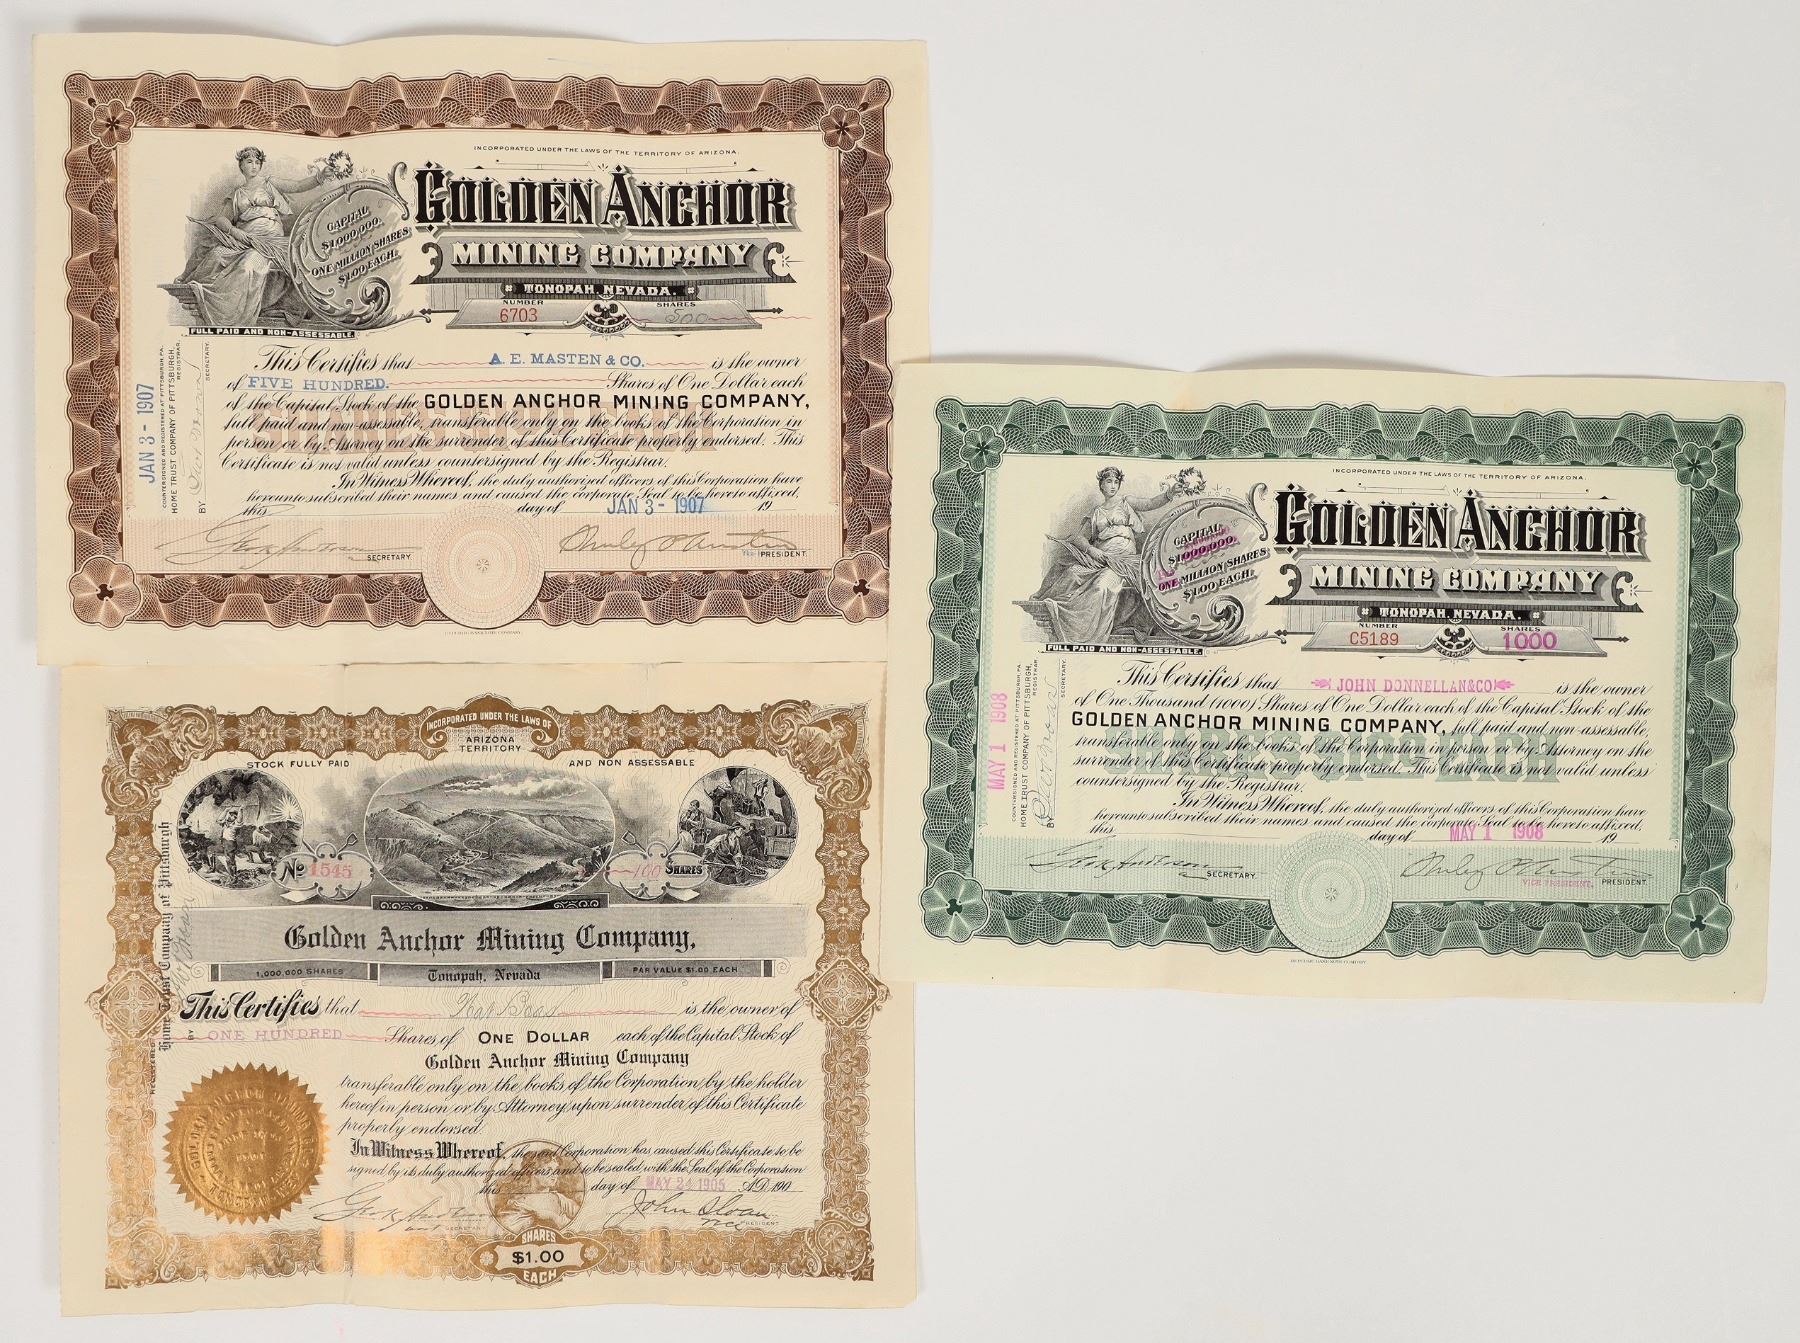 INCORPORATED UNDER THE LAWS OF THE TERRITORY OF ARIZONA.
GOLDEN ANCHOR
MINING COMPANY
TONOPAH, NEVADA.
CAPITAL
$1,000,000.
ONE MILLION SHARES
$1.00 EACH.
FULL PAID AND NON-ASSESSABLE.
NUMBER
6703
SHARES
500
This Certifies that A. E. MASTEN & CO. is the owner
of FIVE HUNDRED. Shares of One Dollar each
of the Capital Stock of the GOLDEN ANCHOR MINING COMPANY,
full paid and non-assessable, transferable only on the books of the Corporation in
person or by Attorney on the surrender of this Certificate properly endorsed. This
Certificate is not valid unless countersigned by the Registrar.
In Witness Whereof, the duly authorized officers of this Corporation have
hereunto subscribed their names and caused the corporate Seal to be hereto affixed,
this day of JAN 3 - 1907 19
Geo. K. Anderson SECRETARY.
Vice PRESIDENT.
JAN 3 - 1907
COUNTERSIGNED AND REGISTERED AT PITTSBURGH, PA.
HOME TRUST COMPANY OF PITTSBURGH,
REGISTRAR.
BY
SECRETARY.
INCORPORATED UNDER THE LAWS OF THE TERRITORY OF ARIZONA.
GOLDEN ANCHOR
MINING COMPANY
TONOPAH, NEVADA.
CAPITAL
$1,000,000.
ONE MILLION SHARES
$1.00 EACH.
FULL PAID AND NON-ASSESSABLE.
NUMBER
C5189
SHARES
1000
This Certifies that JOHN DONNELLAN&CO is the owner
of One Thousand (1000) Shares of One Dollar each of the Capital Stock of the
GOLDEN ANCHOR MINING COMPANY, full paid and non-assessable,
transferable only on the books of the Corporation in person or by Attorney on the
surrender of this Certificate properly endorsed. This Certificate is not valid unless
countersigned by the Registrar.
In Witness Whereof, the duly authorized officers of this Corporation have
hereunto subscribed their names and caused the corporate Seal to be hereto affixed,
this day of MAY 1 1908 19
Geo. K. Anderson SECRETARY.
VICE PRESIDENT. PRESIDENT.
MAY 1 1908
COUNTERSIGNED AND REGISTERED AT PITTSBURGH, PA.
HOME TRUST COMPANY OF PITTSBURGH,
REGISTRAR.
BY
SECRETARY.
INCORPORATED UNDER THE LAWS OF
ARIZONA
TERRITORY
STOCK FULLY PAID AND NON ASSESSABLE
No 1545
100 SHARES
Golden Anchor Mining Company,
1,000,000 SHARES Tonopah, Nevada PAR VALUE $1.00 EACH
This Certifies that is the owner of
ONE HUNDRED Shares of ONE DOLLAR each of the Capital Stock of
Golden Anchor Mining Company
transferable only on the books of the Corporation by the holder
hereof in person or by Attorney upon surrender of this Certificate
properly endorsed.
In Witness Whereof, the said Corporation has caused this Certificate to be
signed by its duly authorized officers and to be sealed with the Seal of the Corporation
this day of MAY 24 1905 A.D. 190
Geo. K. Anderson
SECRETARY
John Sloan
PRESIDENT
SHARES
$1.00
EACH
Home Trust Company of Pittsburgh
BY